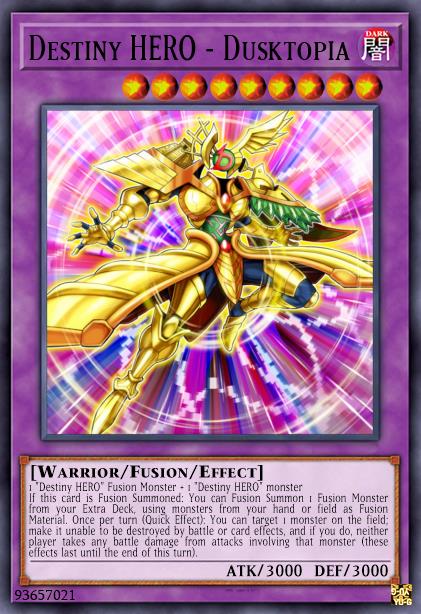 Destiny HERO - Dusktopia
DARK
闇
D
[Warrior/Fusion/Effect]
1 "Destiny HERO" Fusion Monster + 1 "Destiny HERO" monster
If this card is Fusion Summoned: You can Fusion Summon 1 Fusion Monster
from your Extra Deck, using monsters from your hand or field as Fusion
Material. Once per turn (Quick Effect): You can target 1 monster on the field;
make it unable to be destroyed by battle or card effects, and if you do, neither
player takes any battle damage from attacks involving that monster (these
effects last until the end of this turn).
ATK/3000 DEF/3000
93657021